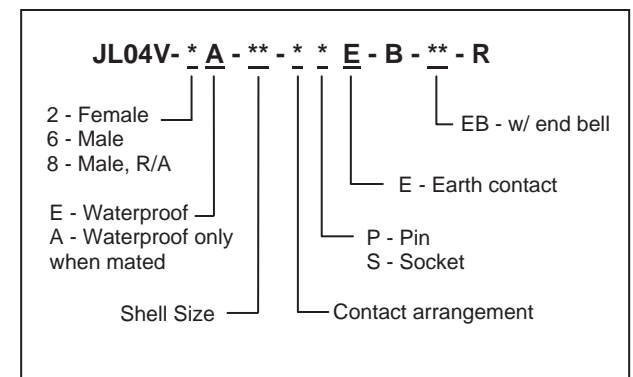 JL04V- * A - ** - * * E - B - ** - R
2 - Female
6 - Male
8 - Male, R/A
EB - w/ end bell
E - Earth contact
E - Waterproof
A - Waterproof only
when mated
P - Pin
S - Socket
Shell Size
Contact arrangement